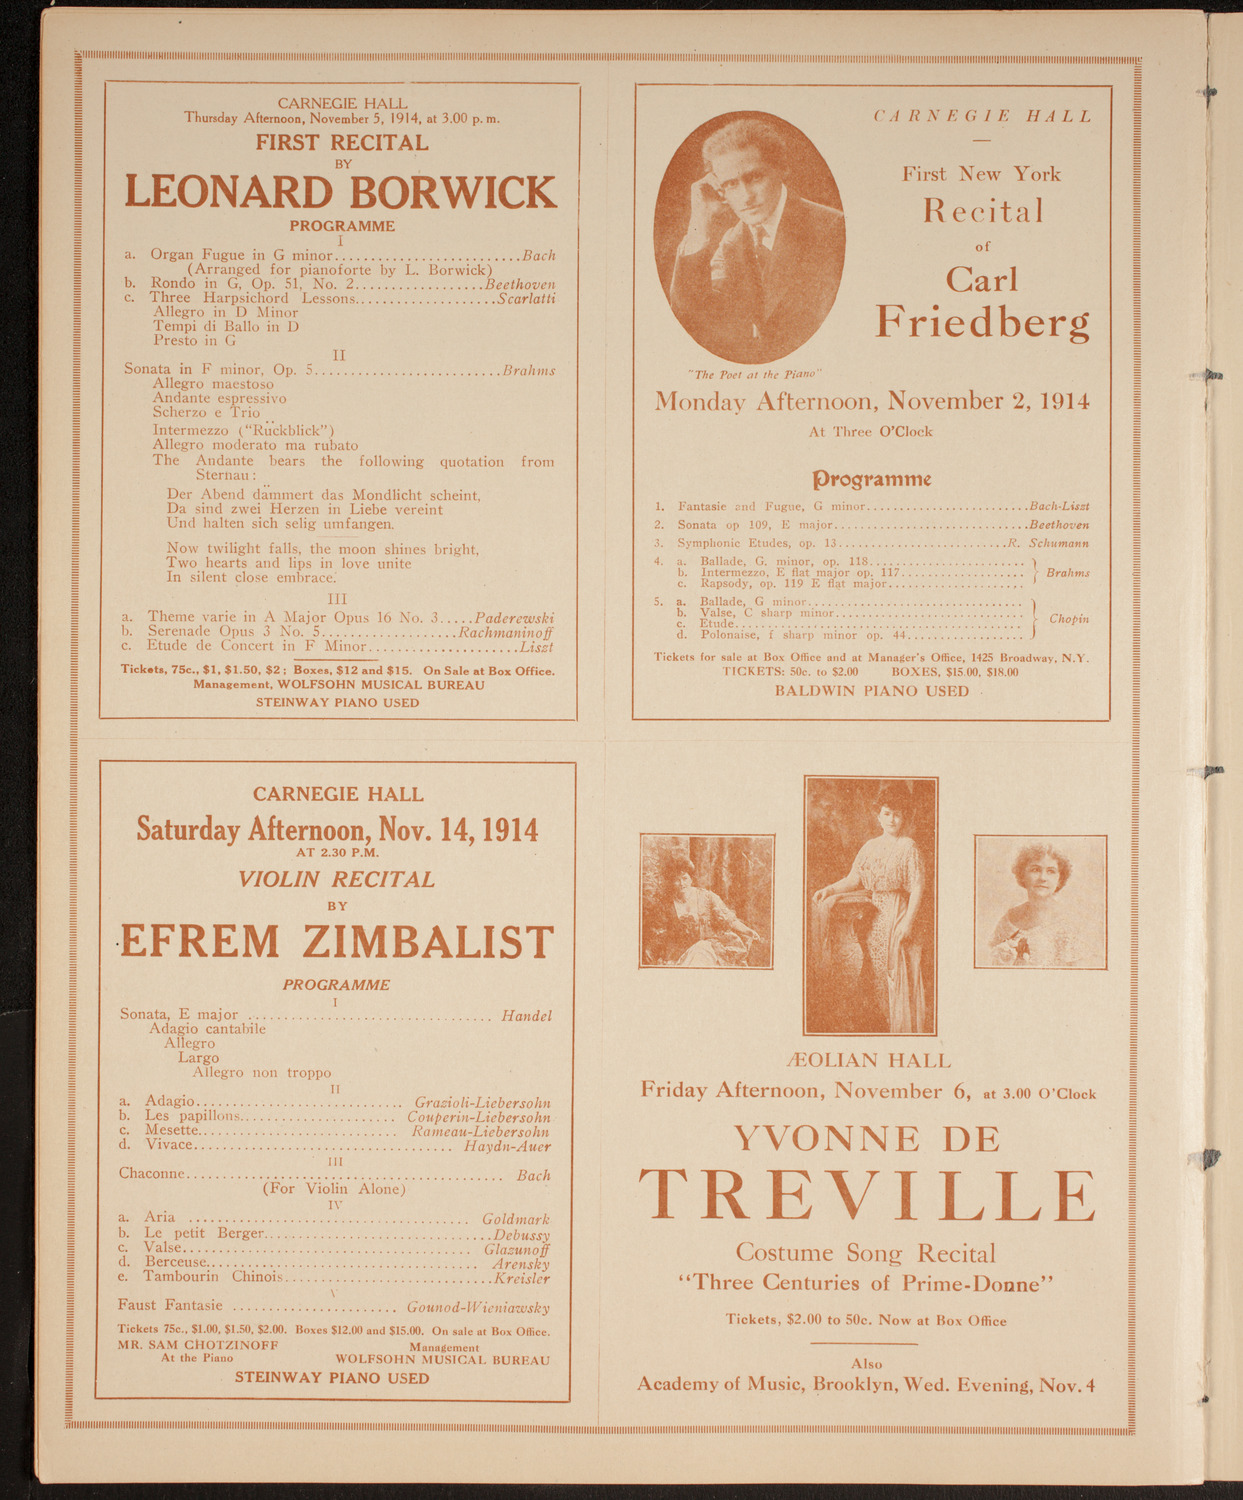 CARNEGIE HALL
Thursday Afternoon, November 5, 1914, at 3.00 p. m.
FIRST RECITAL
BY
LEONARD BORWICK
PROGRAMME
I
a. Organ Fugue in G minor........................Bach
(Arranged for pianoforte by L. Borwick)
b. Rondo in G, Op. 51, No. 2.................Beethoven
c. Three Harpsichord Lessons...................Scarlatti
Allegro in D Minor
Tempi di Ballo in D
Presto in G
II
Sonata in F minor, Op. 5.........................Brahms
Allegro maestoso
Andante espressivo
Scherzo e Trio
Intermezzo ("Rückblick")
Allegro moderato ma rubato
The Andante bears the following quotation from
Sternau:
Der Abend dämmert das Mondlicht scheint,
Da sind zwei Herzen in Liebe vereint
Und halten sich selig umfangen.
Now twilight falls, the moon shines bright,
Two hearts and lips in love unite
In silent close embrace.
III
a. Theme varie in A Major Opus 16 No. 3.....Paderewski
b. Serenade Opus 3 No. 5...................Rachmaninoff
c. Etude de Concert in F Minor....................Liszt
Tickets, 75c., $1, $1.50, $2; Boxes, $12 and $15. On Sale at Box Office.
Management, WOLFSOHN MUSICAL BUREAU
STEINWAY PIANO USED
CARNEGIE HALL
First New York
Recital
of
Carl
Friedberg
"The Poet at the Piano"
Monday Afternoon, November 2, 1914
At Three O'Clock
Programme
1. Fantasie and Fugue, G minor.........................Bach-Liszt
2. Sonata op 109, E major..............................Beethoven
3. Symphonic Etudes, op. 13..........................R. Schumann
4. a. Ballade, G. minor, op. 118........................
b. Intermezzo, E flat major op. 117................... Brahms
c. Rapsody, op. 119 E flat major.....................
5. a. Ballade, G minor.................................
b. Valse, C sharp minor............................. Chopin
c. Etude............................................
d. Polonaise, f sharp minor op. 44..................
Tickets for sale at Box Office and at Manager's Office, 1425 Broadway, N.Y.
TICKETS: 50c. to $2.00 BOXES, $15.00, $18.00
BALDWIN PIANO USED
CARNEGIE HALL
Saturday Afternoon, Nov. 14, 1914
AT 2.30 P.M.
VIOLIN RECITAL
BY
EFREM ZIMBALIST
PROGRAMME
I
Sonata, E major ................................. Handel
Adagio cantabile
Allegro
Largo
Allegro non troppo
II
a. Adagio............................ Grazioli-Liebersohn
b. Les papillons..................... Couperin-Liebersohn
c. Mesette........................... Rameau-Liebersohn
d. Vivace................................... Haydn-Auer
III
Chaconne........................................... Bach
(For Violin Alone)
IV
a. Aria ...................................... Goldmark
b. Le petit Berger...............................Debussy
c. Valse....................................... Glazunoff
d. Berceuse..................................... Arensky
e. Tambourin Chinois............................Kreisler
V
Faust Fantasie ...................... Gounod-Wieniawsky
Tickets 75c., $1.00, $1.50, $2.00. Boxes $12.00 and $15.00. On sale at Box Office.
MR. SAM CHOTZINOFF Management
At the Piano WOLFSOHN MUSICAL BUREAU
STEINWAY PIANO USED
ÆOLIAN HALL
Friday Afternoon, November 6, at 3.00 O'Clock
YVONNE DE
TREVILLE
Costume Song Recital
"Three Centuries of Prime-Donne"
Tickets, $2.00 to 50c. Now at Box Office
Also
Academy of Music, Brooklyn, Wed. Evening, Nov. 4